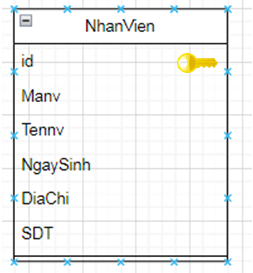 NhanVien
id
Manv
Tennv
NgaySinh
DiaChi
SDT